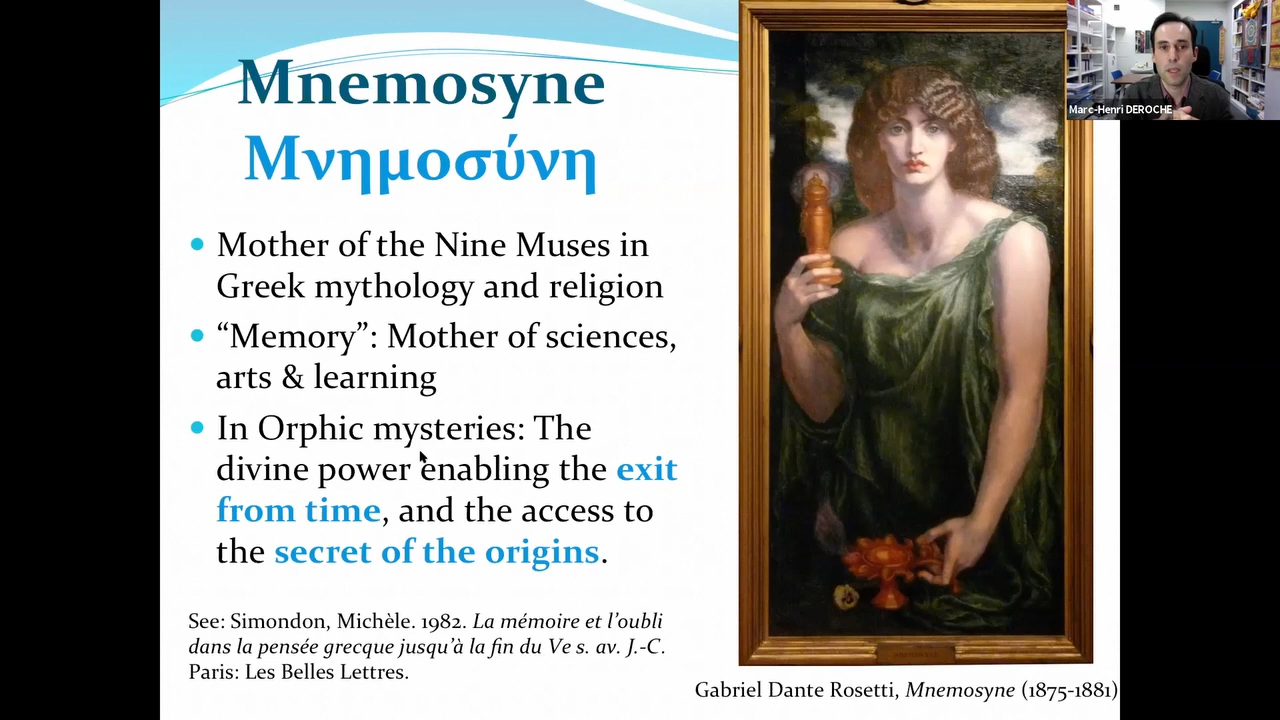 Mnemosyne
Μνημοσύνη
Mother of the Nine Muses in
Greek mythology and religion
“Memory”: Mother of sciences,
arts & learning
In Orphic mysteries: The
divine power enabling the exit
from time, and the access to
the secret of the origins.
See: Simondon, Michèle. 1982. La mémoire et l’oubli
dans la pensée grecque jusqu’à la fin du Ve s. av. J.-C.
Paris: Les Belles Lettres.
Marc-Henri DEROCHE
Gabriel Dante Rosetti, Mnemosyne (1875-1881)